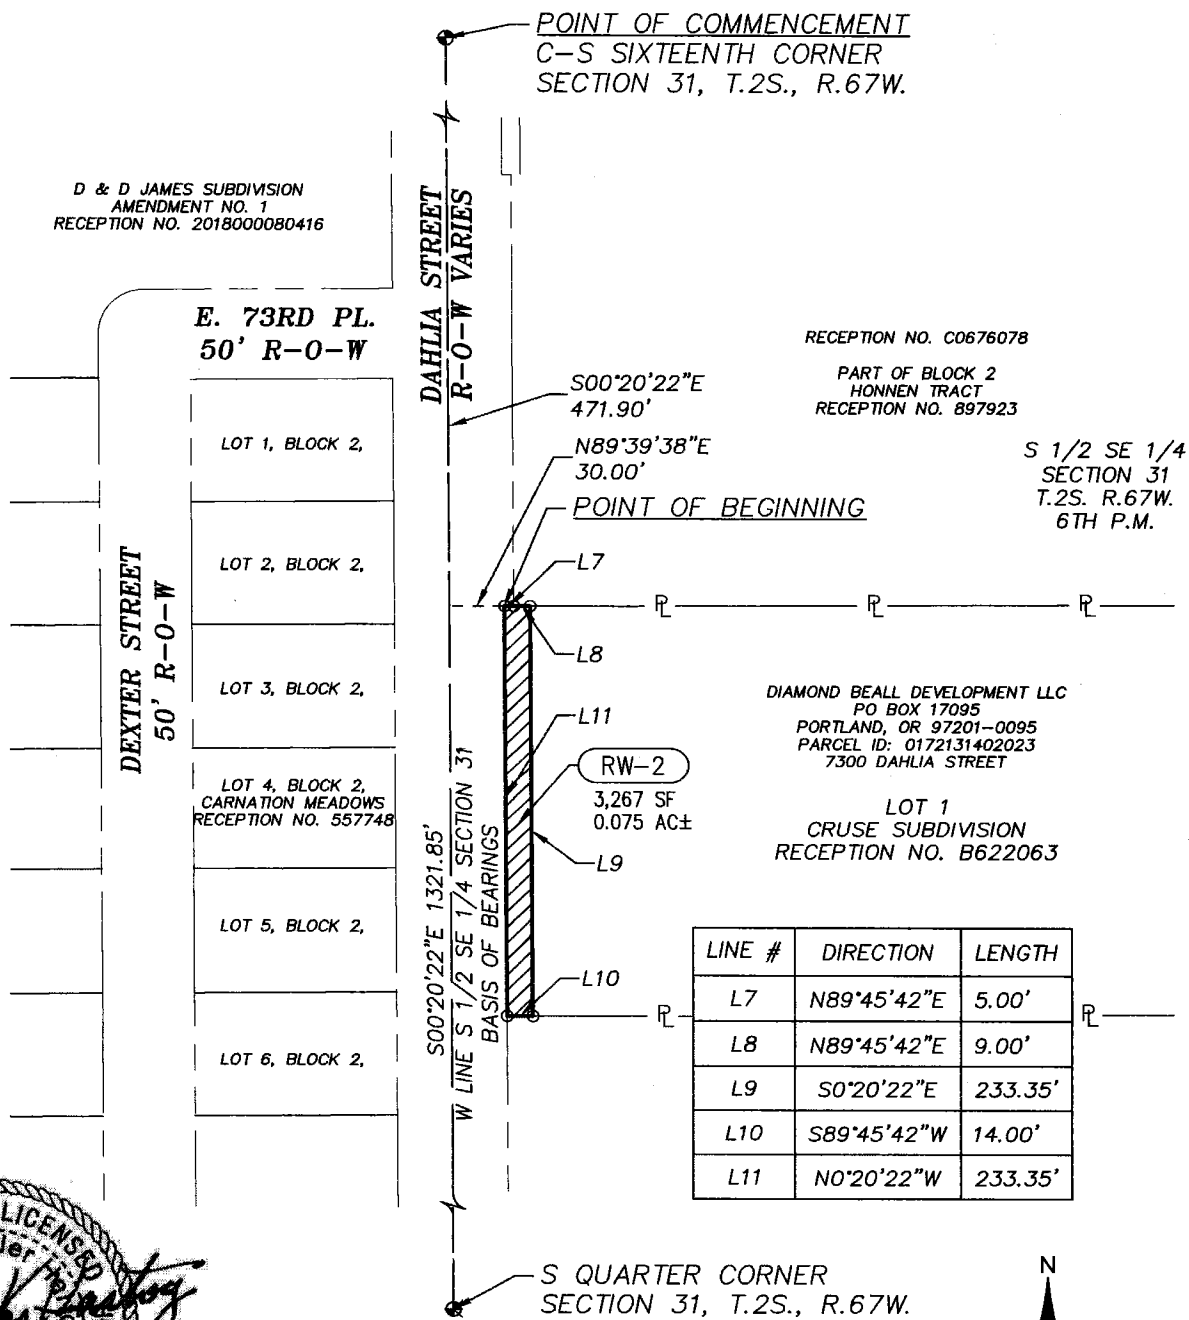 POINT OF COMMENCEMENT
C-S SIXTEENTH CORNER
SECTION 31, T.2S., R.67W.
D & D JAMES SUBDIVISION
AMENDMENT NO. 1
RECEPTION NO. 2018000080416
DAHLIA STREET
R-O-W VARIES
E. 73RD PL.
50' R-O-W
RECEPTION NO. C0676078
PART OF BLOCK 2
HONNEN TRACT
RECEPTION NO. 897923
S00°20'22"E
471.90'
N89°39'38"E
30.00'
POINT OF BEGINNING
S 1/2 SE 1/4
SECTION 31
T.2S. R.67W.
6TH P.M.
LOT 1, BLOCK 2,
LOT 2, BLOCK 2,
LOT 3, BLOCK 2,
LOT 4, BLOCK 2,
CARNATION MEADOWS
RECEPTION NO. 557748
LOT 5, BLOCK 2,
LOT 6, BLOCK 2,
DEXTER STREET
50' R-O-W
L7
PL PL PL
L8
L11
RW-2
3,267 SF
0.075 AC±
L9
L10
PL PL
DIAMOND BEALL DEVELOPMENT LLC
PO BOX 17095
PORTLAND, OR 97201-0095
PARCEL ID: 0172131402023
7300 DAHLIA STREET
LOT 1
CRUSE SUBDIVISION
RECEPTION NO. B622063
S00°20'22"E 1321.85'
W LINE S 1/2 SE 1/4 SECTION 31
BASIS OF BEARINGS
LINE # DIRECTION LENGTH
L7 N89°45'42"E 5.00'
L8 N89°45'42"E 9.00'
L9 S0°20'22"E 233.35'
L10 S89°45'42"W 14.00'
L11 N0°20'22"W 233.35'
LICENSED
S QUARTER CORNER
SECTION 31, T.2S., R.67W.
N